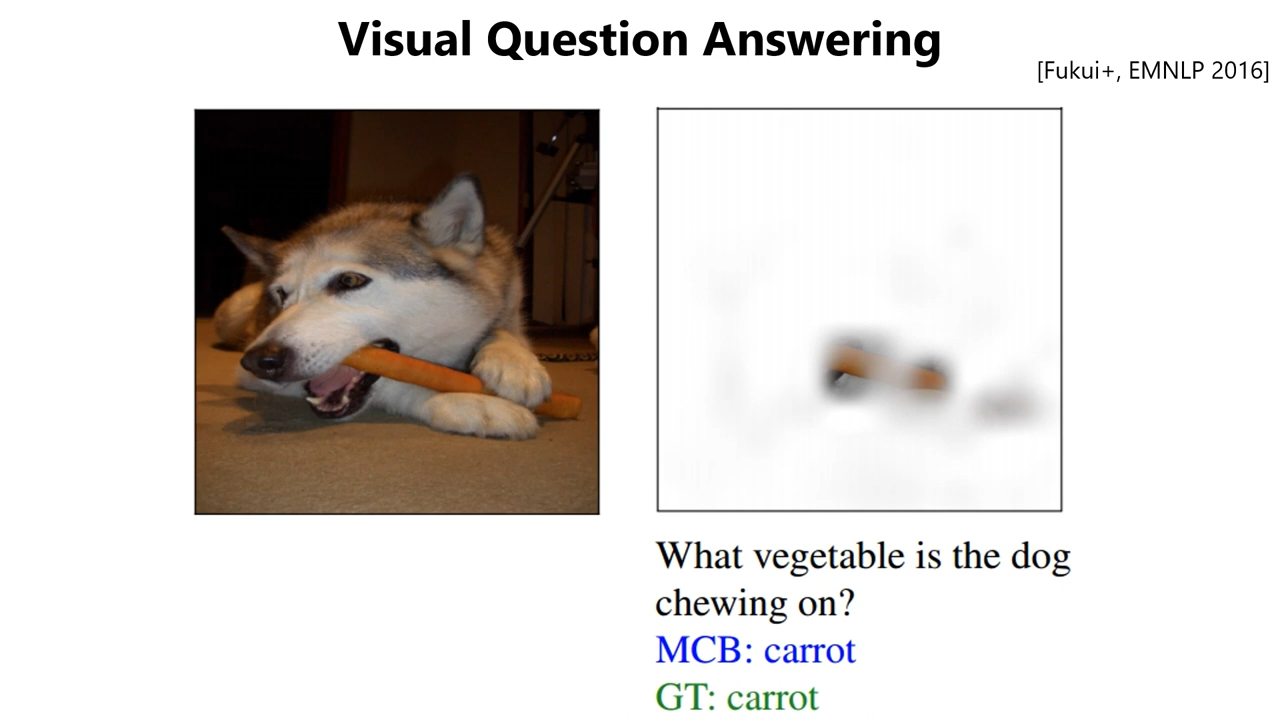 Visual Question Answering
[Fukui+, EMNLP 2016]
What vegetable is the dog
chewing on?
MCB: carrot
GT: carrot